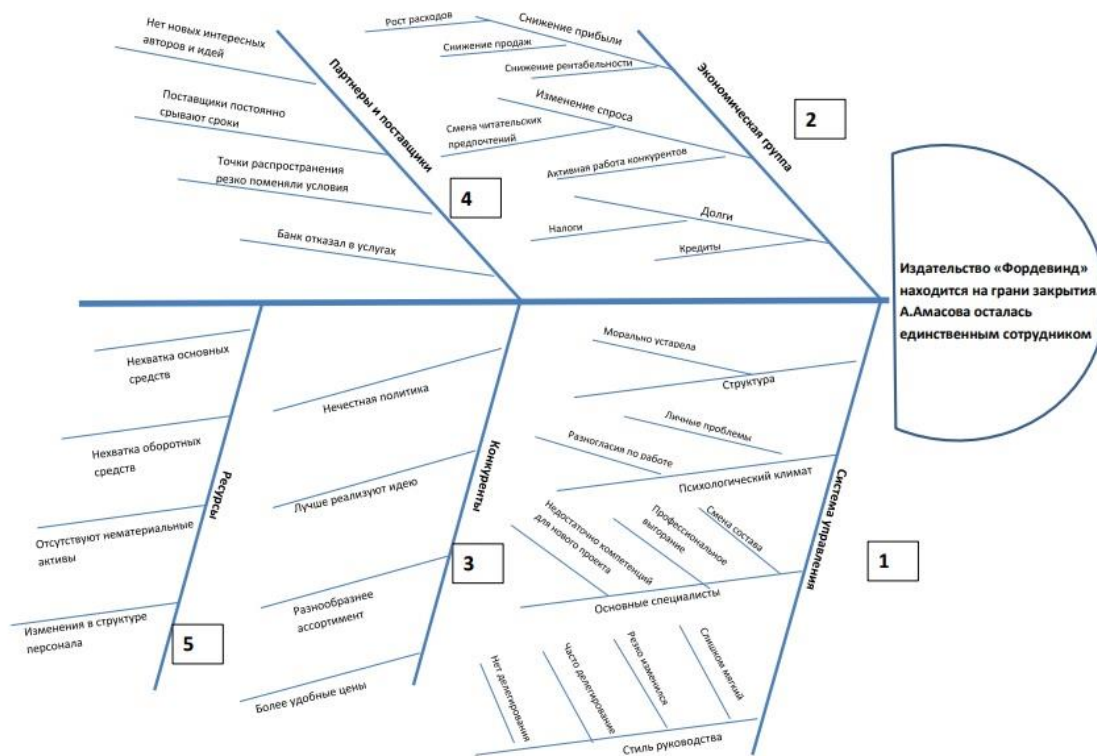 Нет новых интересных
авторов и идей
Поставщики постоянно
срывают сроки
Точки распространения
резко поменяли условия
Банк отказал в услугах
Партнеры и поставщики
4
Рост расходов
Снижение прибыли
Снижение продаж
Снижение рентабельности
Изменение спроса
Смена читательских
предпочтений
Активная работа конкурентов
Долги
Налоги
Кредиты
Экономическая группа
2
Издательство «Фордевинд»
находится на грани закрытия.
А.Амасова осталась
единственным сотрудником
Нехватка основных
средств
Нехватка оборотных
средств
Отсутствуют нематериальные
активы
Изменения в структуре
персонала
Ресурсы
5
Нечестная политика
Лучше реализуют идею
Разнообразнее
ассортимент
Более удобные цены
Конкуренты
3
Морально устарела
Структура
Личные проблемы
Разногласия по работе
Психологический климат
Недостаточно компетенций
для нового проекта
Профессиональное
выгорание
Смена состава
Основные специалисты
Нет делегирования
Часто делегирование
Резко изменился
Слишком мягкий
Стиль руководства
Система управления
1